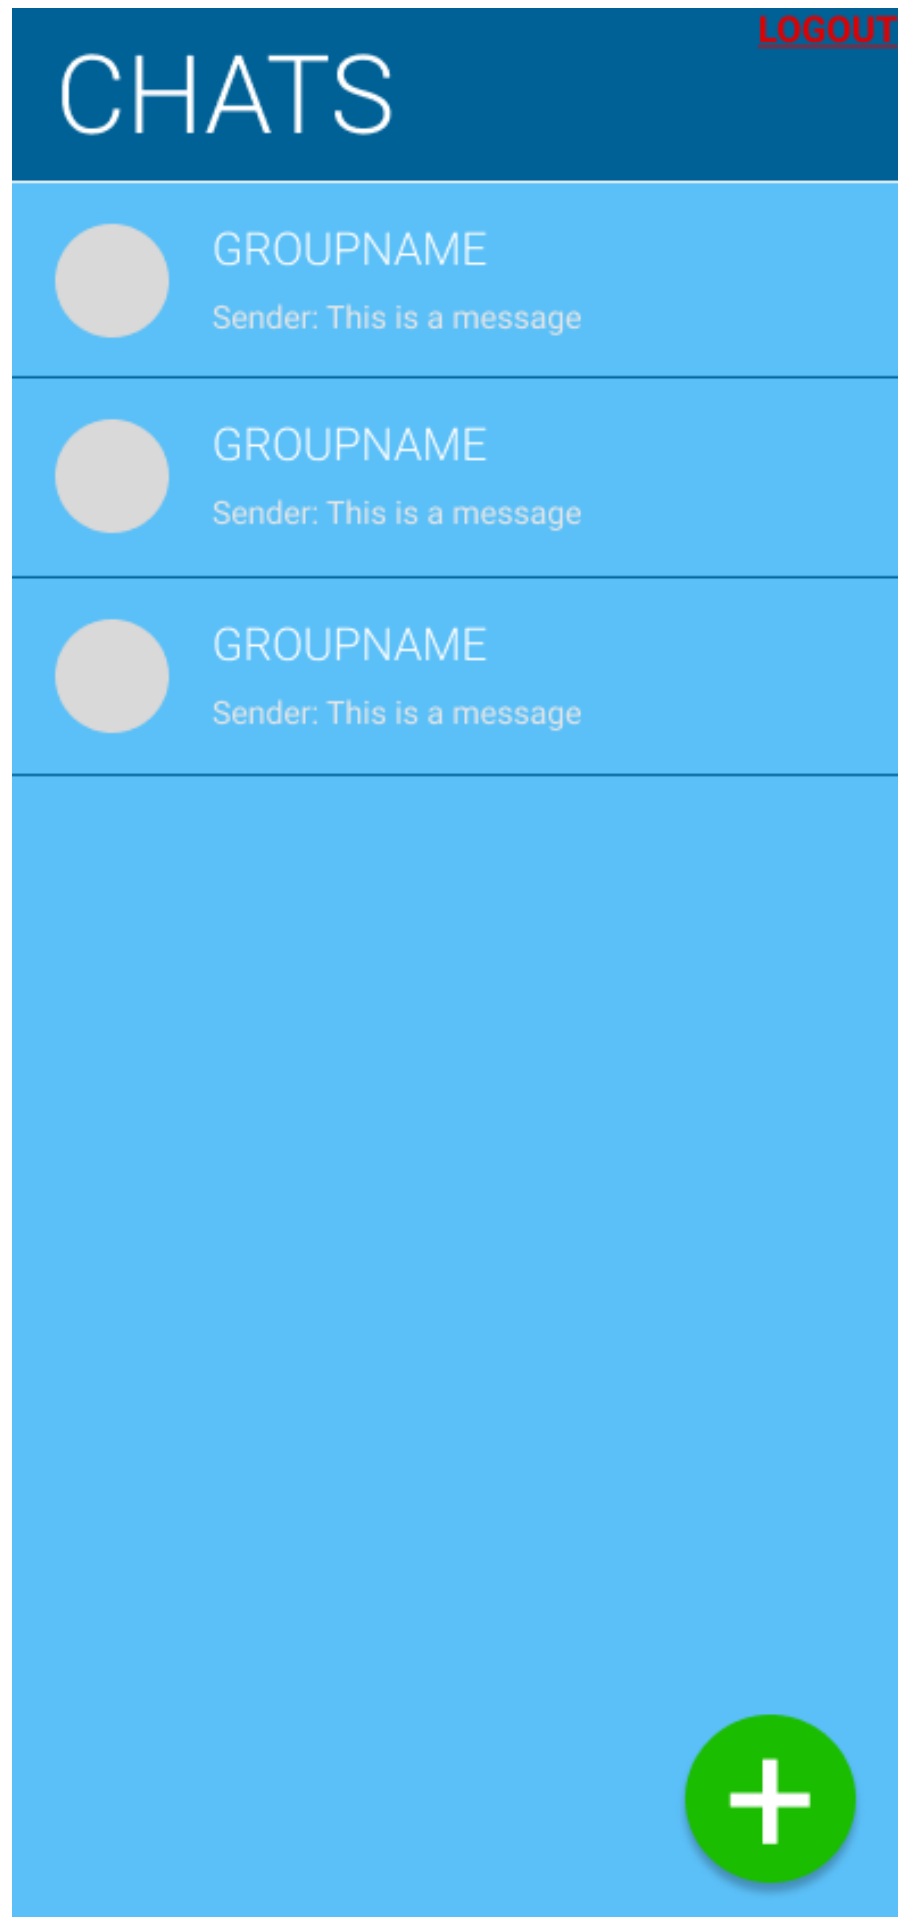 LOGOUT
CHATS
GROUPNAME
Sender: This is a message
GROUPNAME
Sender: This is a message
GROUPNAME
Sender: This is a message